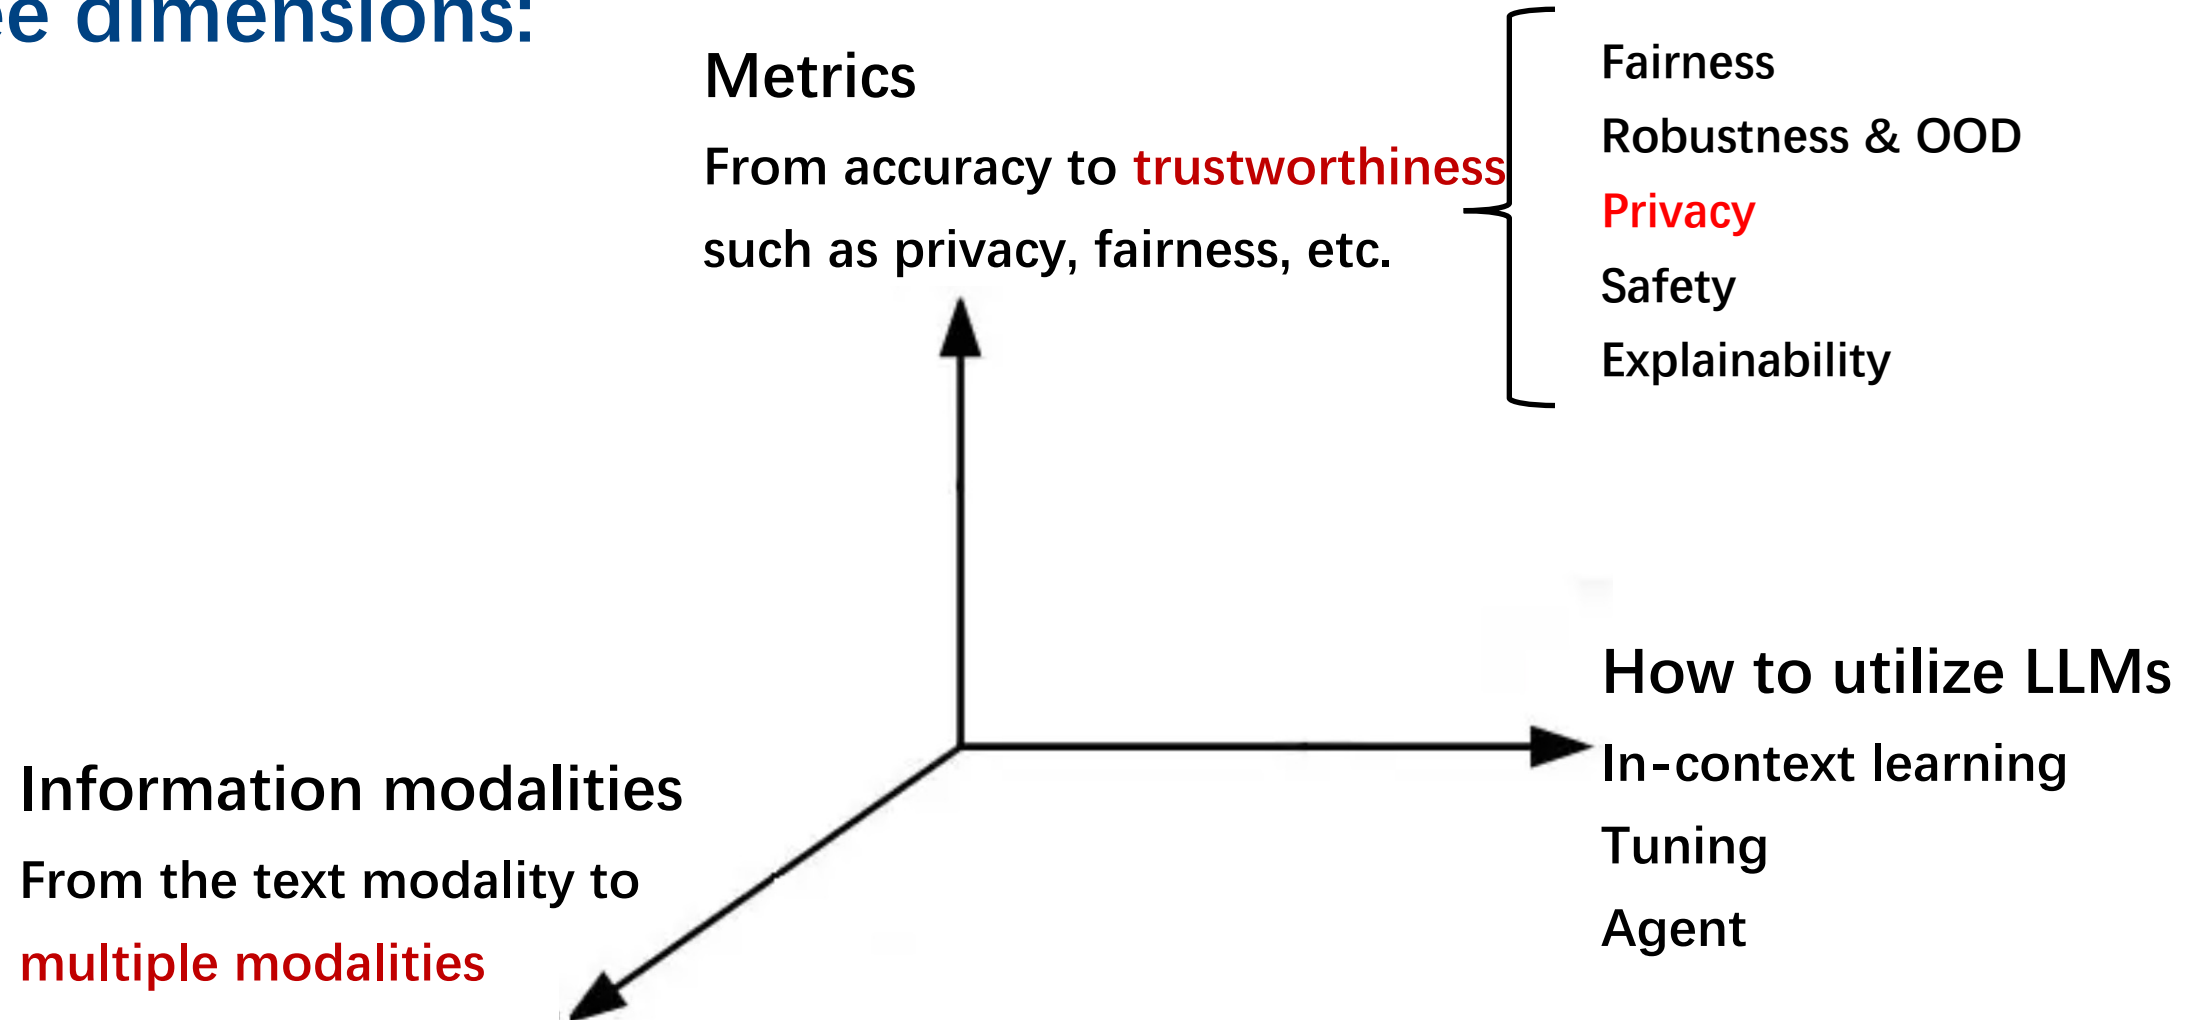 dimensions:
Metrics
From accuracy to trustworthiness
such as privacy, fairness, etc.
Fairness
Robustness & OOD
Privacy
Safety
Explainability
How to utilize LLMs
In-context learning
Tuning
Agent
Information modalities
From the text modality to
multiple modalities